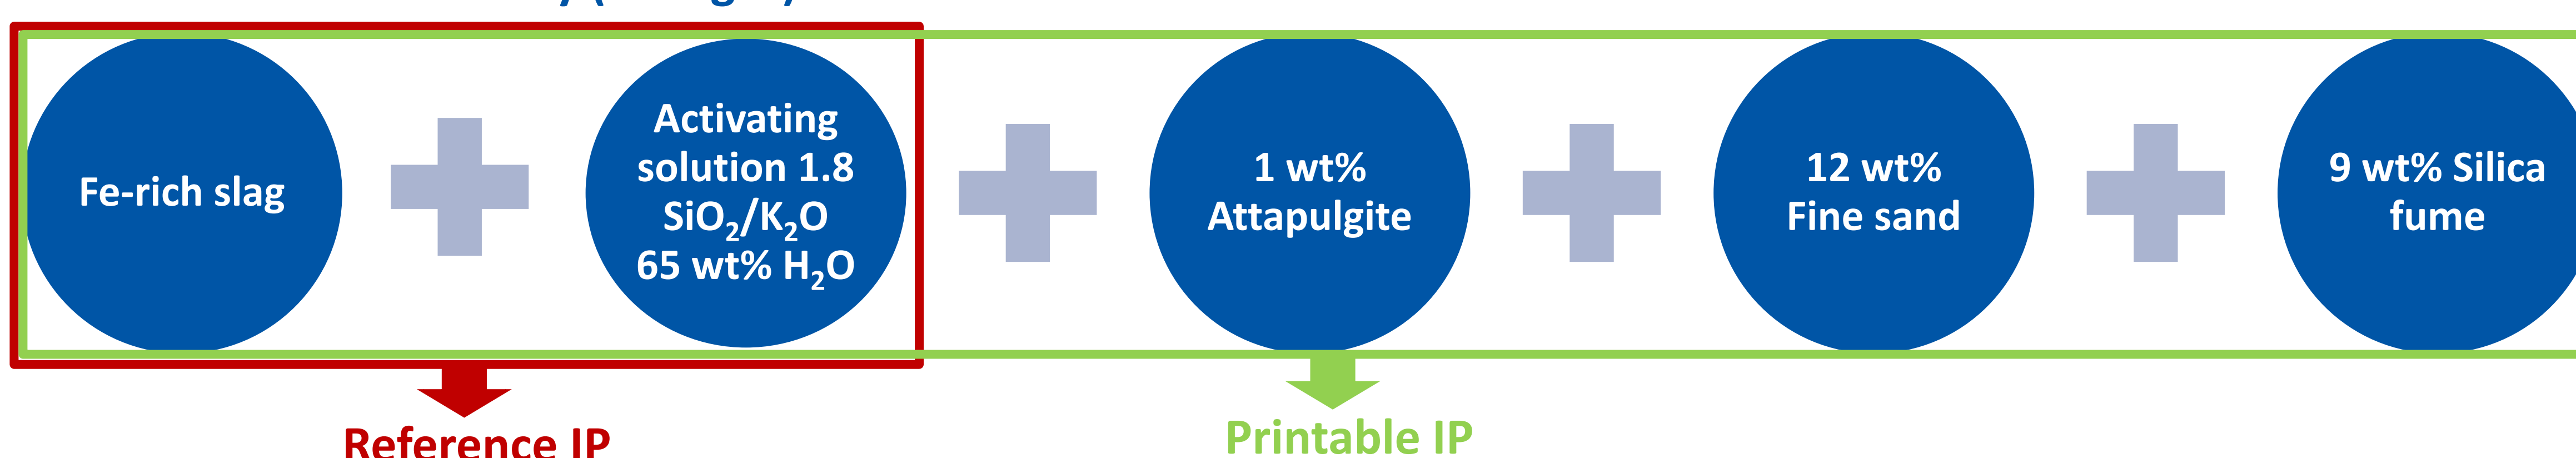 Fe-rich slag
Activating
solution 1.8
SiO₂/K₂O
65 wt% H₂O
1 wt%
Attapulgite
12 wt%
Fine sand
9 wt% Silica
fume
Reference IP
Printable IP